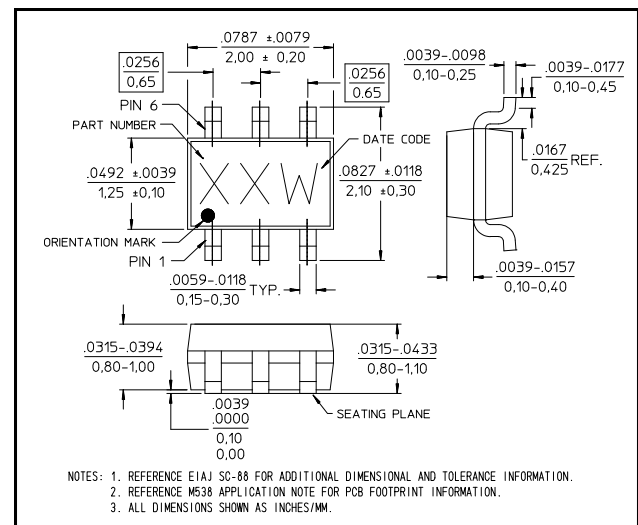 .0787 ±.0079
2,00 ± 0,20
.0256
0,65
.0256
0.65
PIN 6
PART NUMBER
DATE CODE
.0492 ±.0039
1,25 ±0,10
XXW
.0827 ±.0118
2,10 ±0,30
ORIENTATION MARK
PIN 1
.0059-.0118 TYP.
0,15-0,30
.0039-.0098
0,10-0,25
.0039-.0177
0,10-0,45
.0167 REF.
0,425
.0039-.0157
0,10-0,40
.0315-.0394
0,80-1,00
.0315-.0433
0,80-1,10
.0039
.0000
0,10
0,00
SEATING PLANE
NOTES: 1. REFERENCE EIAJ SC-88 FOR ADDITIONAL DIMENSIONAL AND TOLERANCE INFORMATION.
2. REFERENCE M538 APPLICATION NOTE FOR PCB FOOTPRINT INFORMATION.
3. ALL DIMENSIONS SHOWN AS INCHES/MM.